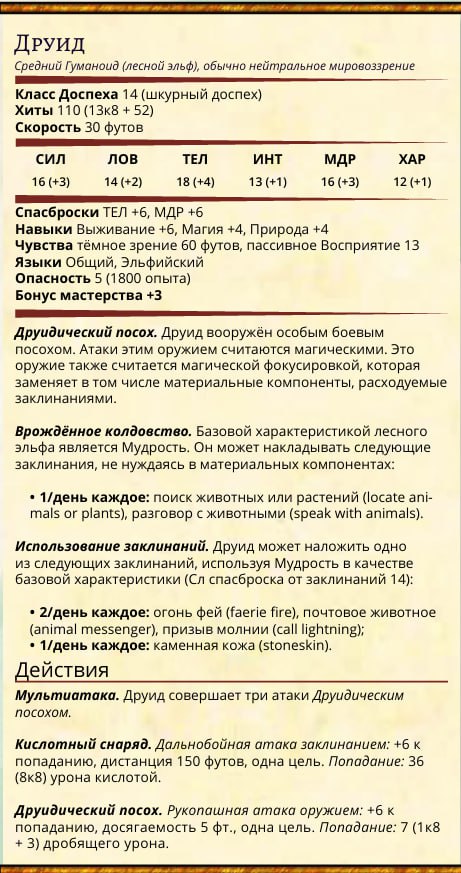 Друид
Средний Гуманоид (лесной эльф), обычно нейтральное мировоззрение
Класс Доспеха 14 (шкурный доспех)
Хиты 110 (13к8 + 52)
Скорость 30 футов
СИЛ ЛОВ ТЕЛ ИНТ МДР ХАР
16 (+3) 14 (+2) 18 (+4) 13 (+1) 16 (+3) 12 (+1)
Спасброски ТЕЛ +6, МДР +6
Навыки Выживание +6, Магия +4, Природа +4
Чувства тёмное зрение 60 футов, пассивное Восприятие 13
Языки Общий, Эльфийский
Опасность 5 (1800 опыта)
Бонус мастерства +3
Друидический посох. Друид вооружён особым боевым
посохом. Атаки этим оружием считаются магическими. Это
оружие также считается магической фокусировкой, которая
заменяет в том числе материальные компоненты, расходуемые
заклинаниями.
Врождённое колдовство. Базовой характеристикой лесного
эльфа является Мудрость. Он может накладывать следующие
заклинания, не нуждаясь в материальных компонентах:
• 1/день каждое: поиск животных или растений (locate ani-
mals or plants), разговор с животными (speak with animals).
Использование заклинаний. Друид может наложить одно
из следующих заклинаний, используя Мудрость в качестве
базовой характеристики (Сл спасброска от заклинаний 14):
• 2/день каждое: огонь фей (faerie fire), почтовое животное
(animal messenger), призыв молнии (call lightning);
• 1/день каждое: каменная кожа (stoneskin).
Действия
Мультиатака. Друид совершает три атаки Друидическим
посохом.
Кислотный снаряд. Дальнобойная атака заклинанием: +6 к
попаданию, дистанция 150 футов, одна цель. Попадание: 36
(8к8) урона кислотой.
Друидический посох. Рукопашная атака оружием: +6 к
попаданию, досягаемость 5 фт., одна цель. Попадание: 7 (1к8
+ 3) дробящего урона.